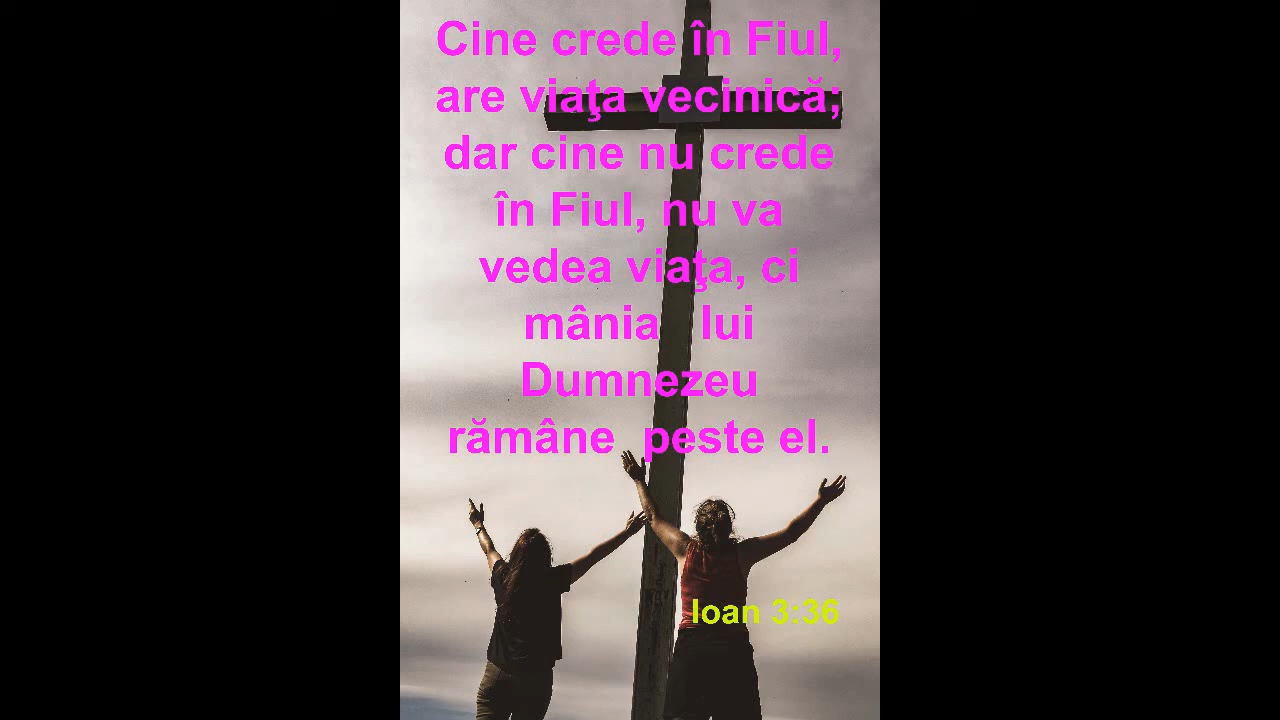 Cine crede în Fiul,
are viaţa vecinică;
dar cine nu crede
în Fiul, nu va
vedea viaţa, ci
mânia lui
Dumnezeu
rămâne peste el.
Ioan 3:36